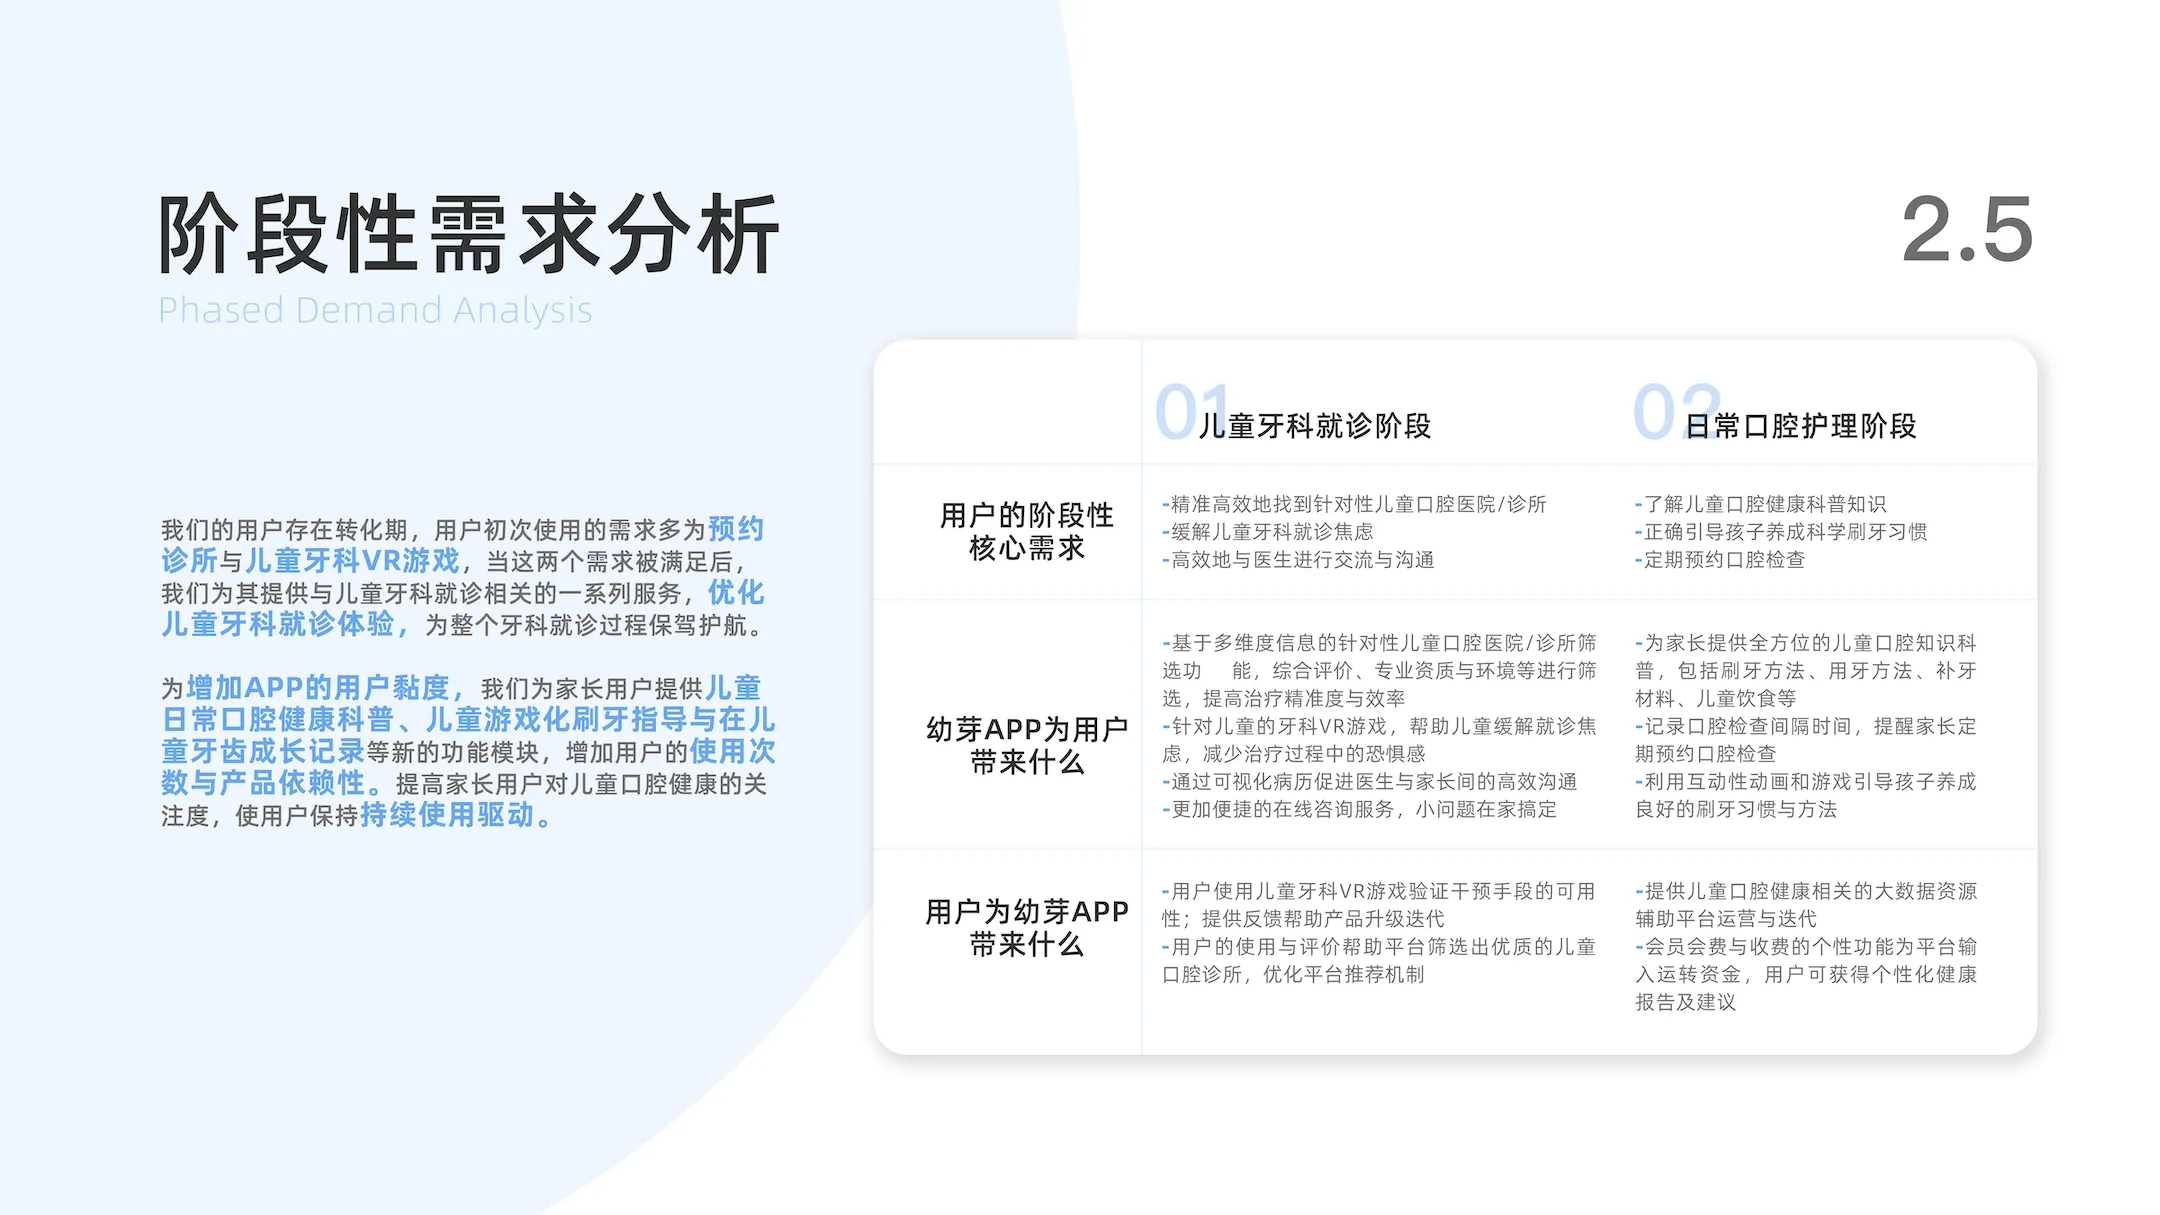 阶段性需求分析
Phased Demand Analysis
2.5
我们的用户存在转化期，用户初次使用的需求多为预约
诊所与儿童牙科VR游戏，当这两个需求被满足后，
我们为其提供与儿童牙科就诊相关的一系列服务，优化
儿童牙科就诊体验，为整个牙科就诊过程保驾护航。
为增加APP的用户黏度，我们为家长用户提供儿童
日常口腔健康科普、儿童游戏化刷牙指导与在儿
童牙齿成长记录等新的功能模块，增加用户的使用次
数与产品依赖性。提高家长用户对儿童口腔健康的关
注度，使用户保持持续使用驱动。
01 儿童牙科就诊阶段
02 日常口腔护理阶段
用户的阶段性
核心需求
-精准高效地找到针对性儿童口腔医院/诊所
-缓解儿童牙科就诊焦虑
-高效地与医生进行交流与沟通
-了解儿童口腔健康科普知识
-正确引导孩子养成科学刷牙习惯
-定期预约口腔检查
幼芽APP为用户
带来什么
-基于多维度信息的针对性儿童口腔医院/诊所筛
选功 能，综合评价、专业资质与环境等进行筛
选，提高治疗精准度与效率
-针对儿童的牙科VR游戏，帮助儿童缓解就诊焦
虑，减少治疗过程中的恐惧感
-通过可视化病历促进医生与家长间的高效沟通
-更加便捷的在线咨询服务，小问题在家搞定
-为家长提供全方位的儿童口腔知识科
普，包括刷牙方法、用牙方法、补牙
材料、儿童饮食等
-记录口腔检查间隔时间，提醒家长定
期预约口腔检查
-利用互动性动画和游戏引导孩子养成
良好的刷牙习惯与方法
用户为幼芽APP
带来什么
-用户使用儿童牙科VR游戏验证干预手段的可用
性；提供反馈帮助产品升级迭代
-用户的使用与评价帮助平台筛选出优质的儿童
口腔诊所，优化平台推荐机制
-提供儿童口腔健康相关的大数据资源
辅助平台运营与迭代
-会员会费与收费的个性功能为平台输
入运转资金，用户可获得个性化健康
报告及建议